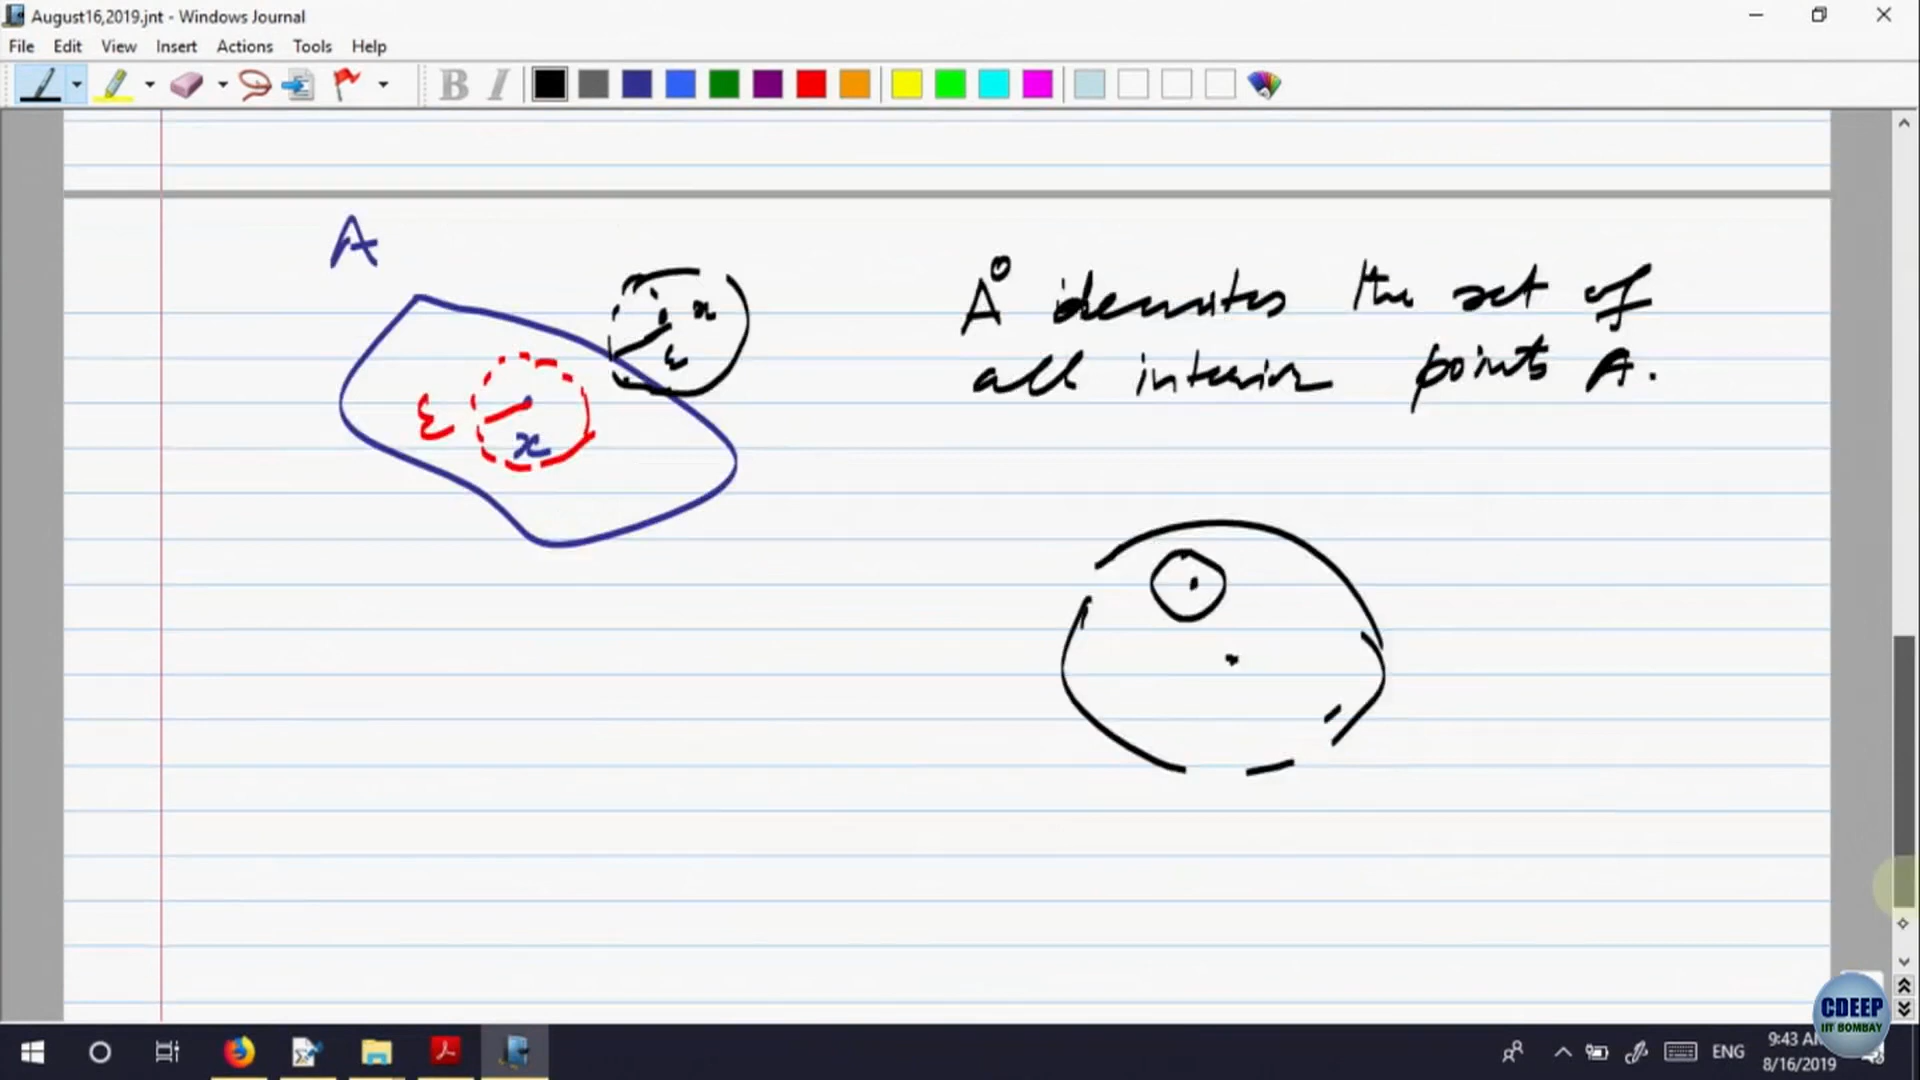 August16,2019.jnt - Windows Journal
File Edit View Insert Actions Tools Help
B I
A
x
ε
ε
x
A° denotes the set of
all interior points A.
CDEEP
IIT BOMBAY
ENG
9:43 AM
8/16/2019